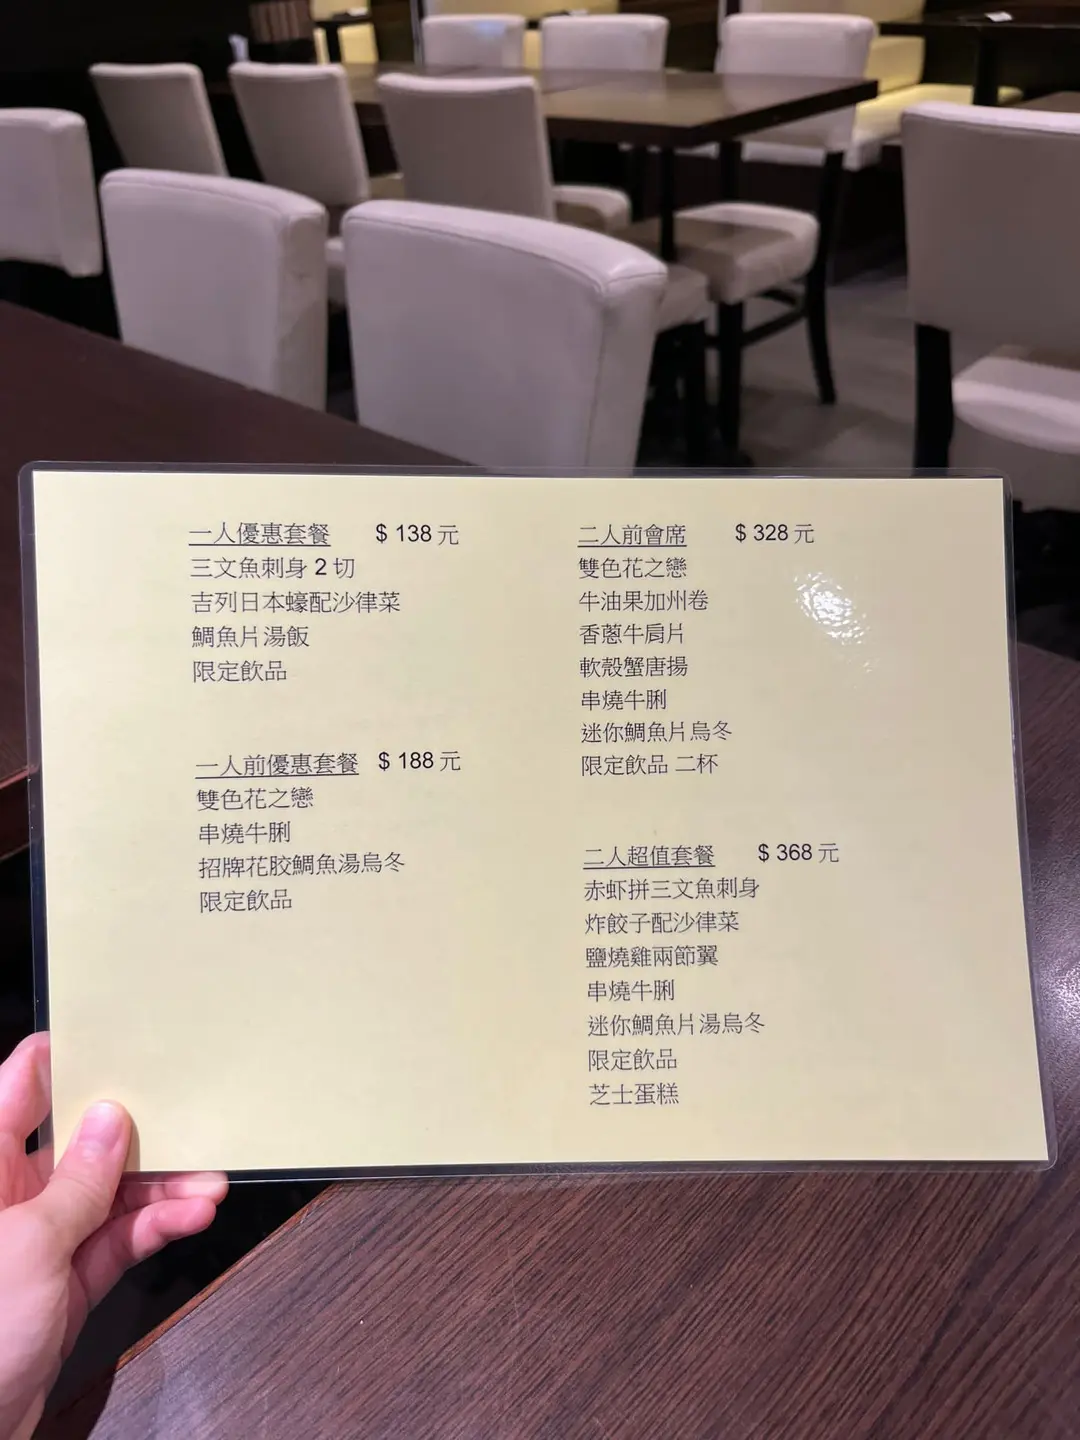 一人優惠套餐 $ 138 元
三文魚刺身 2 切
吉列日本蠔配沙律菜
鯛魚片湯飯
限定飲品
一人前優惠套餐 $ 188 元
雙色花之戀
串燒牛脷
招牌花胶鯛魚湯烏冬
限定飲品
二人前會席 $ 328 元
雙色花之戀
牛油果加州卷
香蔥牛肩片
軟殼蟹唐揚
串燒牛脷
迷你鯛魚片烏冬
限定飲品 二杯
二人超值套餐 $ 368 元
赤虾拼三文魚刺身
炸餃子配沙律菜
鹽燒雞兩節翼
串燒牛脷
迷你鯛魚片湯烏冬
限定飲品
芝士蛋糕